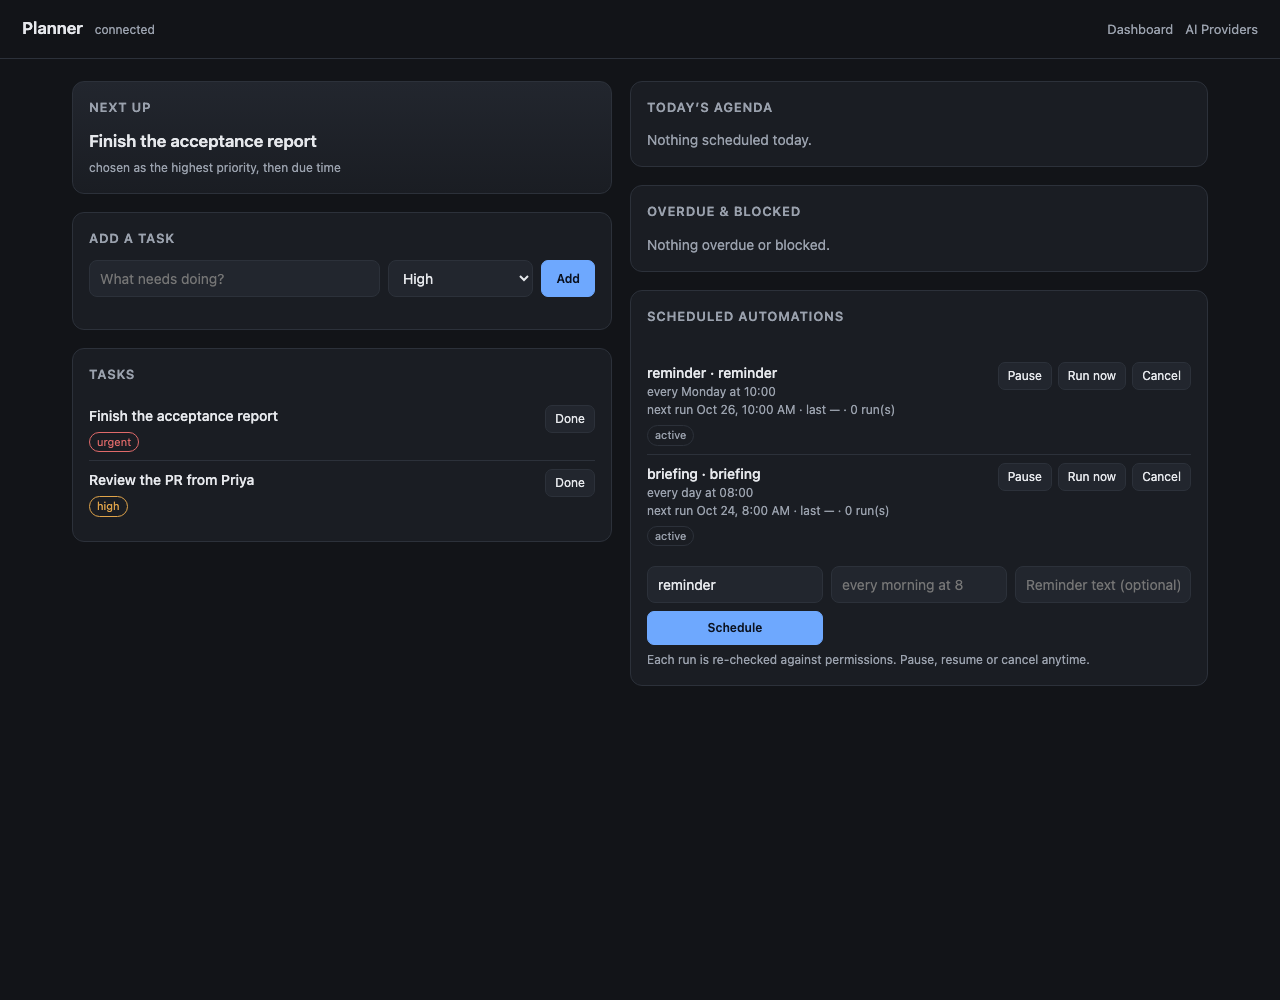 Planner connected
Dashboard AI Providers
NEXT UP
Finish the acceptance report
chosen as the highest priority, then due time
ADD A TASK
What needs doing?
High
Add
TASKS
Finish the acceptance report
Done
urgent
Review the PR from Priya
Done
high
TODAY'S AGENDA
Nothing scheduled today.
OVERDUE & BLOCKED
Nothing overdue or blocked.
SCHEDULED AUTOMATIONS
reminder · reminder
Pause Run now Cancel
every Monday at 10:00
next run Oct 26, 10:00 AM · last — · 0 run(s)
active
briefing · briefing
Pause Run now Cancel
every day at 08:00
next run Oct 24, 8:00 AM · last — · 0 run(s)
active
reminder
every morning at 8
Reminder text (optional)
Schedule
Each run is re-checked against permissions. Pause, resume or cancel anytime.